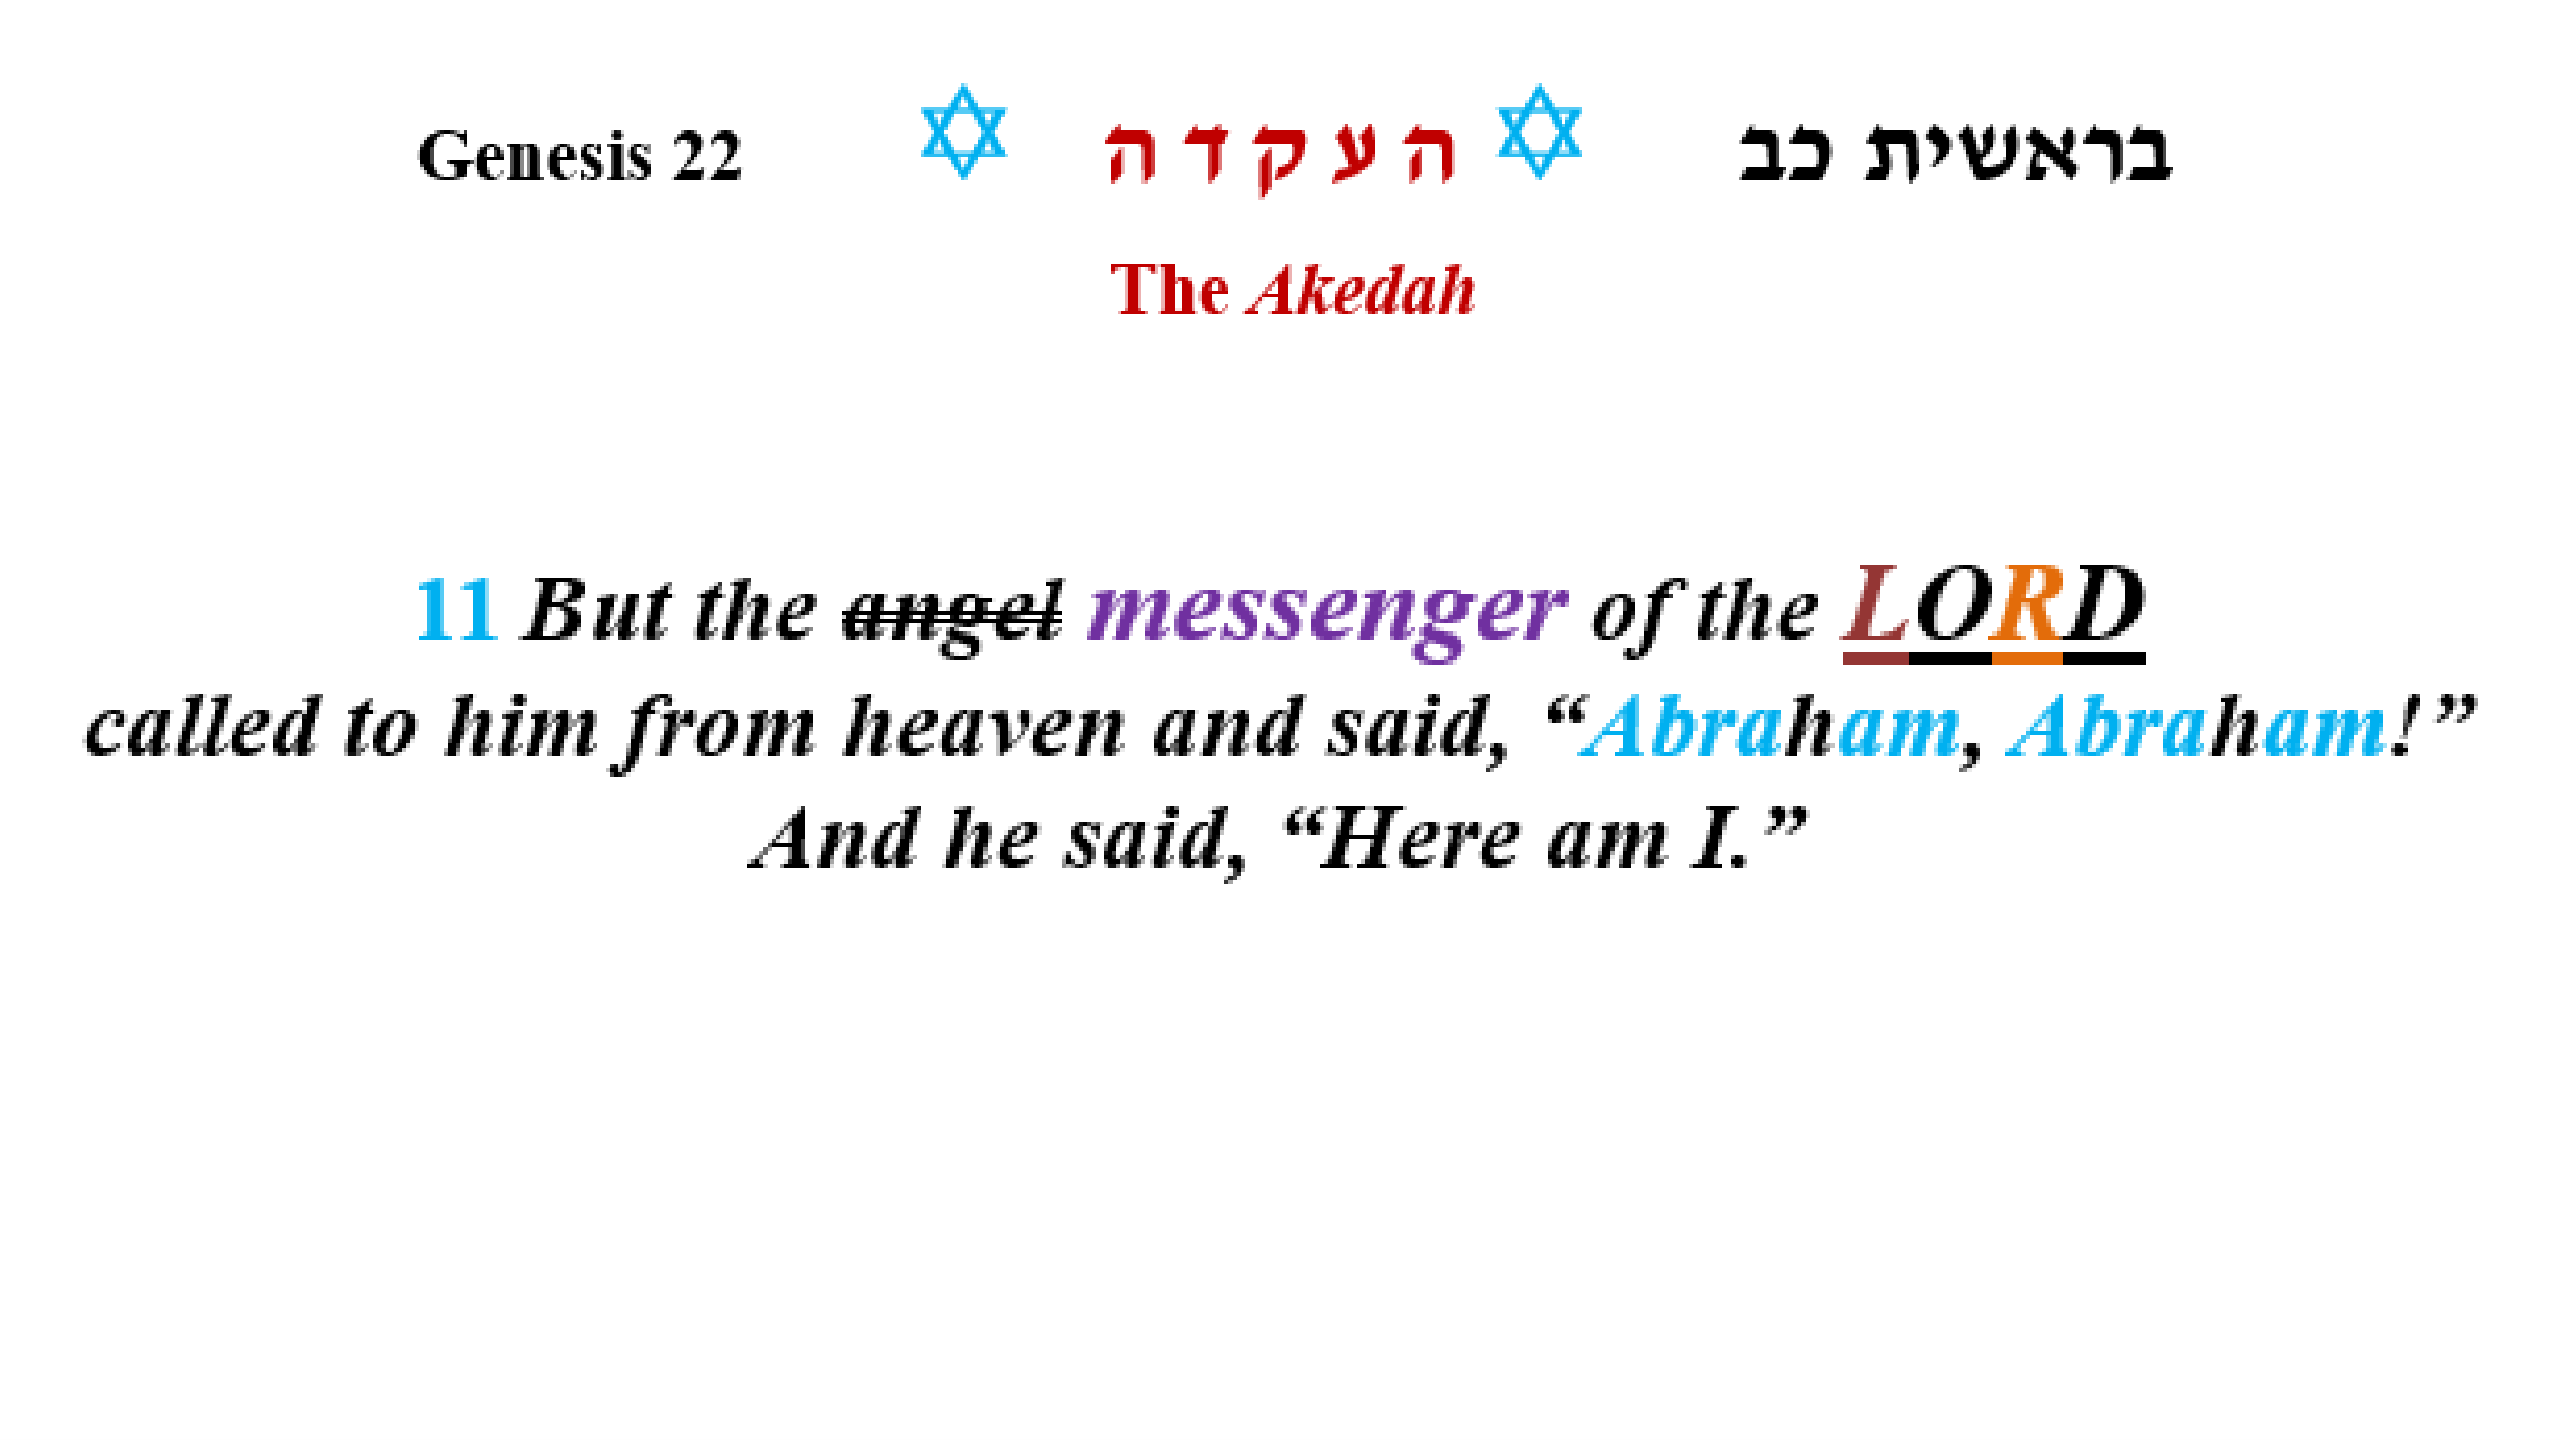 Genesis 22 ✡ ה ע ק ד ה ✡ בראשית כב
The Akedah
11 But the ~~angel~~ messenger of the LORD
called to him from heaven and said, “Abraham, Abraham!”
And he said, “Here am I.”